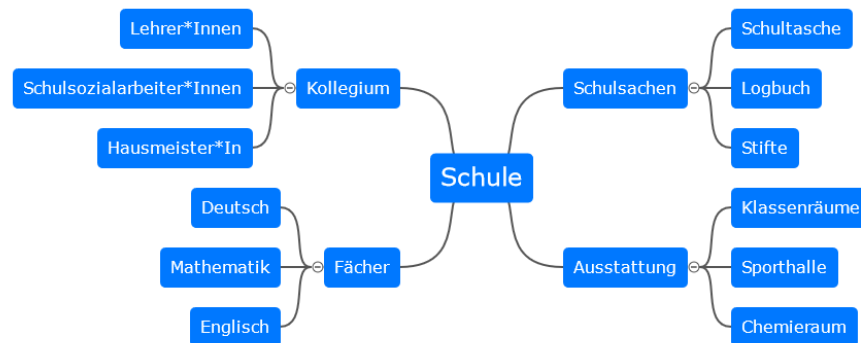 Lehrer*Innen
Schulsozialarbeiter*Innen
Hausmeister*In
Kollegium
Deutsch
Mathematik
Englisch
Fächer
Schule
Schulsachen
Schultasche
Logbuch
Stifte
Ausstattung
Klassenräume
Sporthalle
Chemieraum